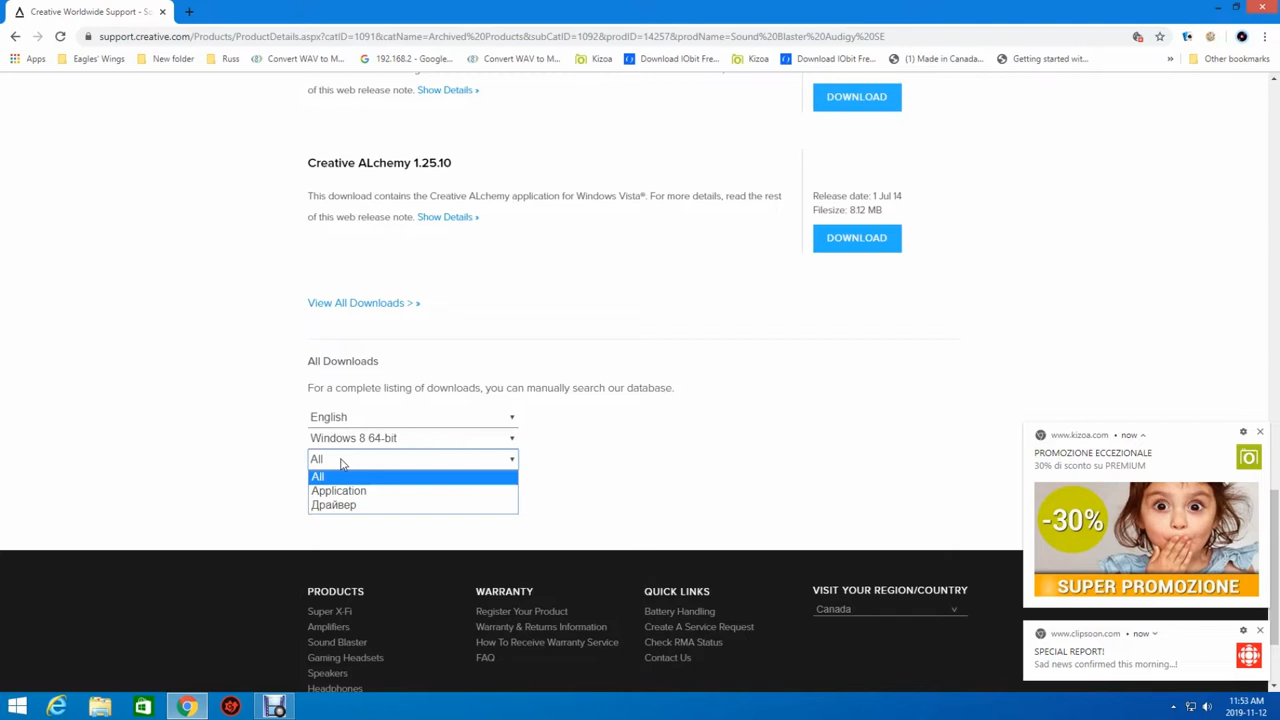 Creative Worldwide Support - So
support.creative.com/Products/ProductDetails.aspx?catID=1091&catName=Archived%20Products&subCatID=1092&prodID=14257&prodName=Sound%20Blaster%20Audigy%20SE
Apps Eagles' Wings New folder Russ Convert WAV to M... 192.168.2 - Google... Convert WAV to M... Kizoa Download IObit Fre... Kizoa Download IObit Fre... (1) Made in Canada... Getting started wit... » Other bookmarks
of this web release note. Show Details »
DOWNLOAD
Creative ALchemy 1.25.10
This download contains the Creative ALchemy application for Windows Vista®. For more details, read the rest
of this web release note. Show Details »
Release date: 1 Jul 14
Filesize: 8.12 MB
DOWNLOAD
View All Downloads > »
All Downloads
For a complete listing of downloads, you can manually search our database.
English
Windows 8 64-bit
All
All
Application
Драйвер
www.kizoa.com • now
PROMOZIONE ECCEZIONALE
30% di sconto su PREMIUM
-30%
SUPER PROMOZIONE
www.clipsoon.com • now
SPECIAL REPORT!
Sad news confirmed this morning...!
PRODUCTS
Super X-Fi
Amplifiers
Sound Blaster
Gaming Headsets
Speakers
Headphones
WARRANTY
Register Your Product
Warranty & Returns Information
How To Receive Warranty Service
FAQ
QUICK LINKS
Battery Handling
Create A Service Request
Check RMA Status
Contact Us
VISIT YOUR REGION/COUNTRY
Canada
11:53 AM
2019-11-12